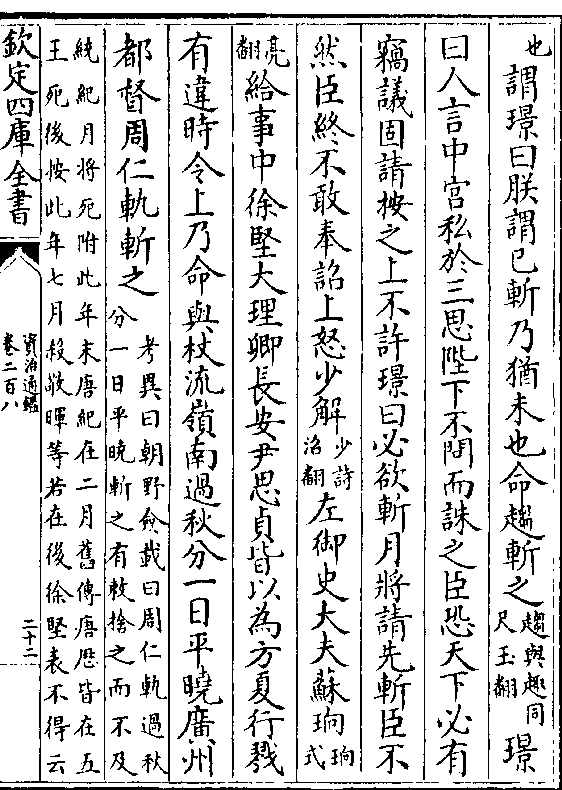 也謂璟曰朕謂已斬乃猶未也命趨斬之趨與趣同尺玉翻璟
曰人言中宮私於三思陛下不問而誅之臣恐天下必有
竊議固請按之上不許璟曰必欲斬月將請先斬臣不
然臣終不敢奉詔上怒少解少詩沼翻左御史大夫蘇珦珦式
亮翻給事中徐堅大理卿長安尹思貞皆以為方夏行戮
有違時令上乃命與杖流嶺南過秋分一日平曉廣州
都督周仁軌斬之考異曰朝野僉載曰周仁軌過秋
分一日平曉斬之有敕捨之而不及
統紀月將死附此年末唐紀在二月舊傳唐歷皆在五
王死後按此年七月殺敬暉等若在後徐堅表不得云
欽定四庫全書
資治通鑑
卷二百八
二十二